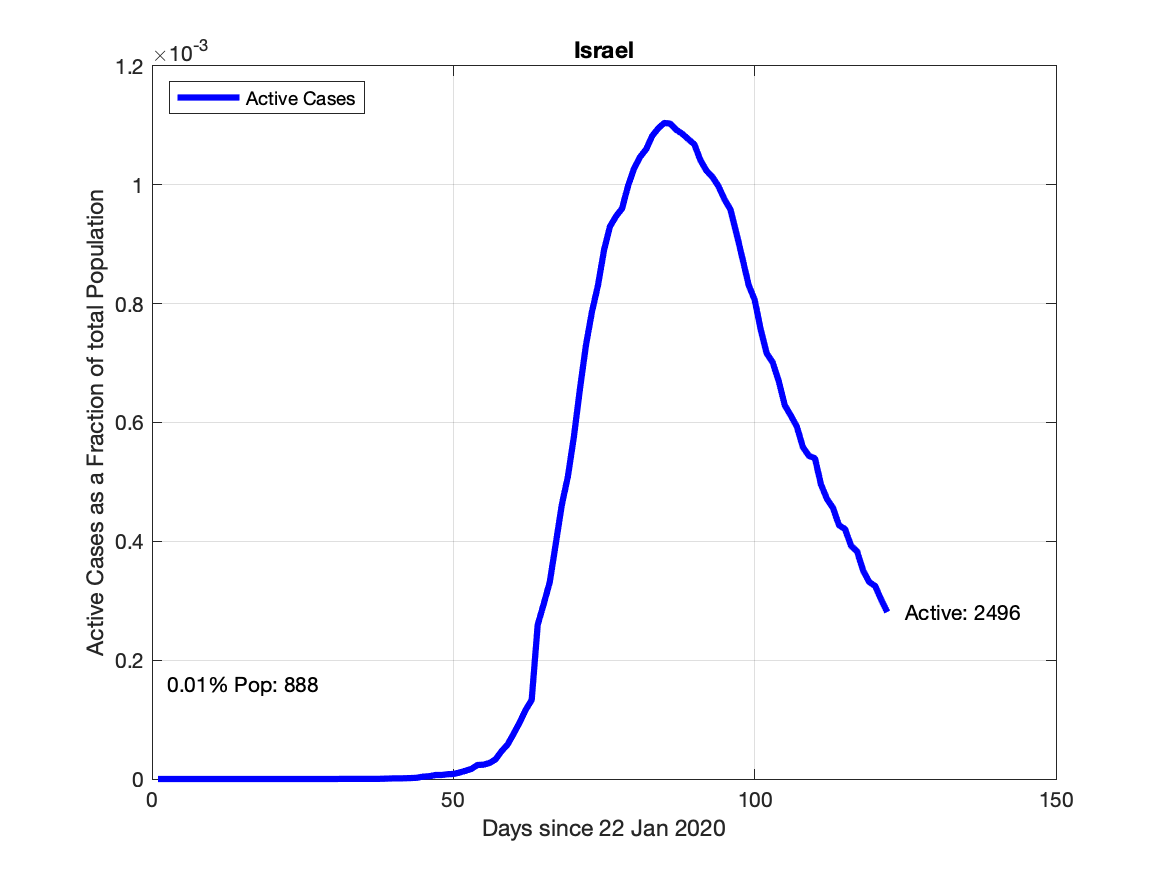 Israel
×10-3
1.2
1
0.8
0.6
0.4
0.2
0
Active Cases
Active Cases as a Fraction of total Population
Active: 2496
0.01% Pop: 888
0 50 100 150
Days since 22 Jan 2020